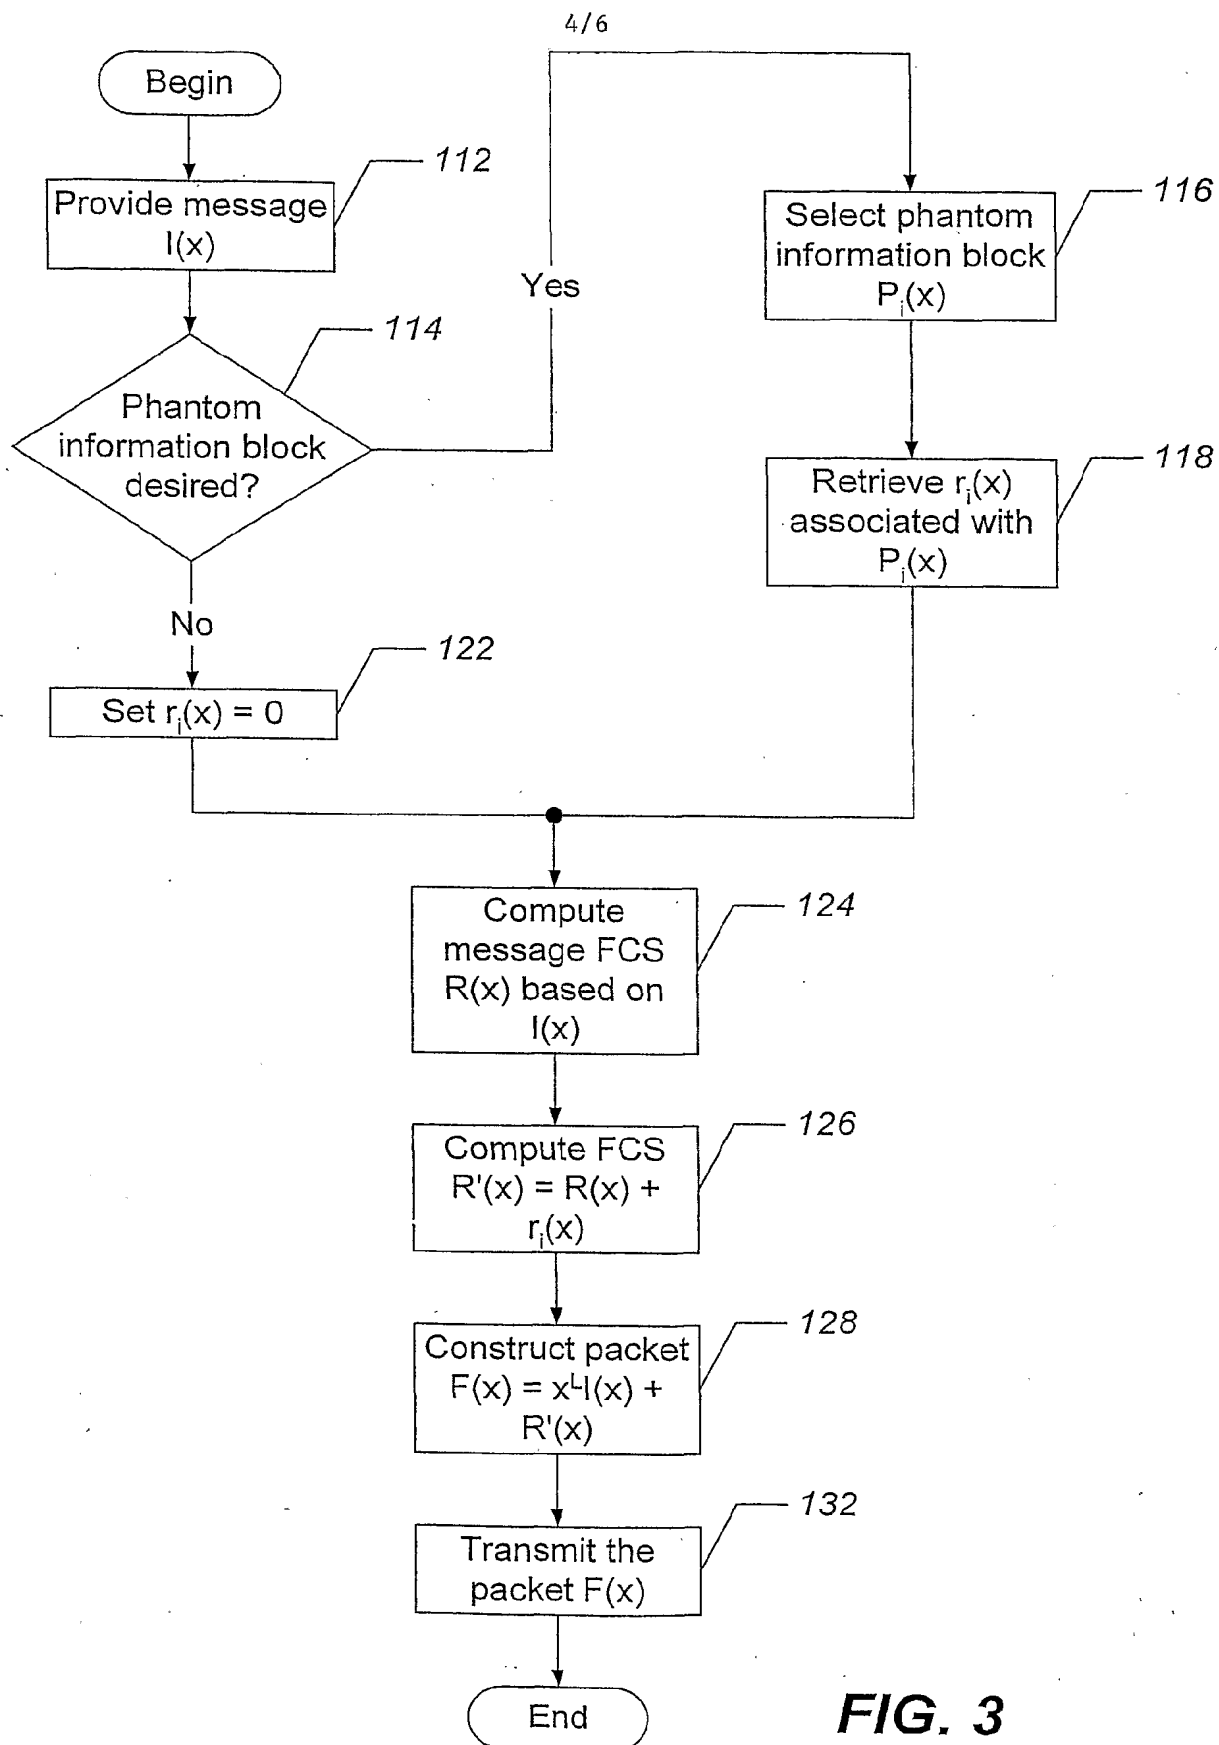 4/6
Begin
112
Provide message
I(x)
114
Phantom
information block
desired?
Yes
116
Select phantom
information block
Pᵢ(x)
118
Retrieve rᵢ(x)
associated with
Pᵢ(x)
No
122
Set rᵢ(x) = 0
124
Compute
message FCS
R(x) based on
I(x)
126
Compute FCS
R'(x) = R(x) +
rᵢ(x)
128
Construct packet
F(x) = xᴸI(x) +
R'(x)
132
Transmit the
packet F(x)
End
FIG. 3